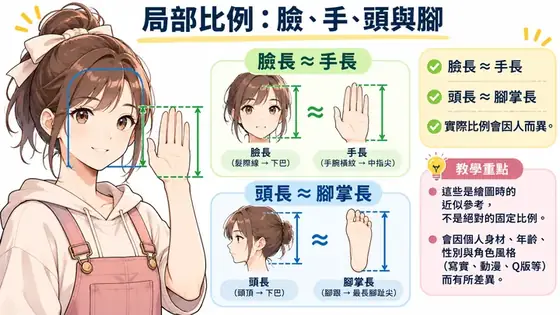 局部比例：臉、手、頭與腳
臉長 ≈ 手長
≈
臉長
(髮際線 → 下巴)
手長
(手腕橫紋 → 中指尖)
頭長 ≈ 腳掌長
≈
頭長
(頭頂 → 下巴)
腳掌長
(腳跟 → 最長腳趾尖)
臉長 ≈ 手長
頭長 ≈ 腳掌長
實際比例會因人而異。
教學重點
• 這些是繪圖時的
近似參考，
不是絕對的固定比例。
• 會因個人身材、年齡、
性別與角色風格
(寫實、動漫、Q版等)
而有所差異。